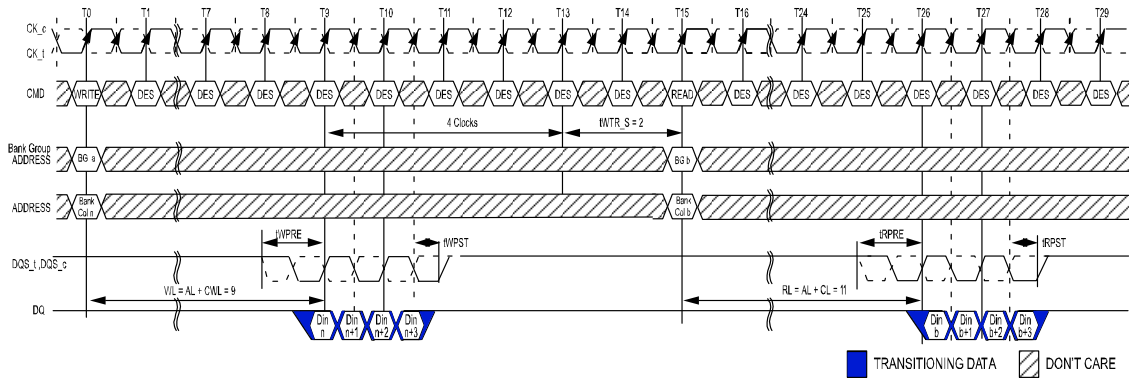 T0 T1 T7 T8 T9 T10 T11 T12 T13 T14 T15 T16 T24 T25 T26 T27 T28 T29
CK_c
CK_t
CMD WRITE DES DES DES DES DES DES DES DES DES READ DES DES DES DES DES DES DES
4 Clocks tWTR_S = 2
Bank Group
ADDRESS BG a BG b
ADDRESS Bank Col n Bank Col b
tWPRE tWPST tRPRE tRPST
DQS_t ,DQS_c
WL = AL + CWL = 9 RL = AL + CL = 11
DQ Din n Din n+1 Din n+2 Din n+3 Din b Din b+1 Din b+2 Din b+3
TRANSITIONING DATA DON'T CARE